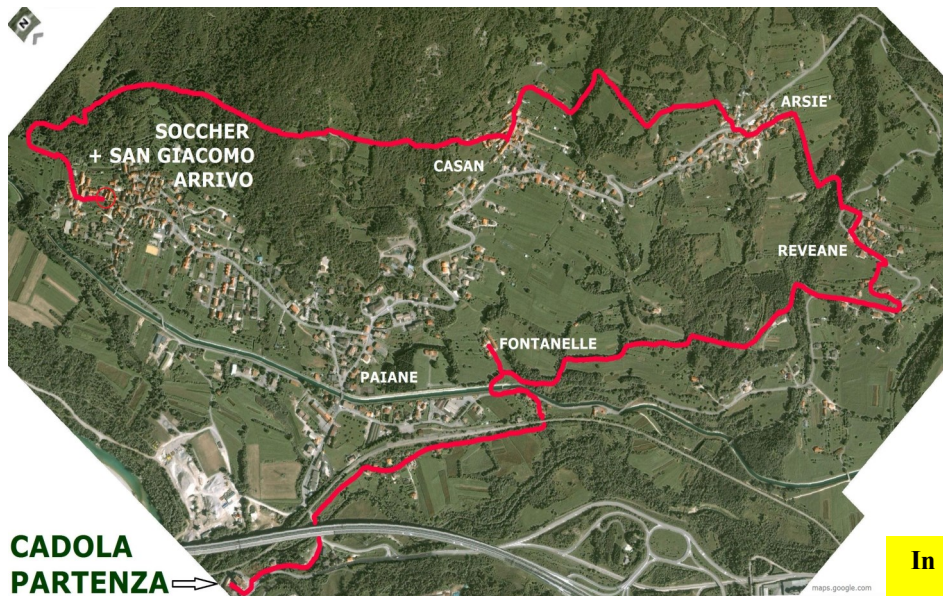 N
ARSIE'
SOCCHER
+ SAN GIACOMO
ARRIVO
CASAN
REVEANE
FONTANELLE
PAIANE
CADOLA
PARTENZA
In
maps.google.com